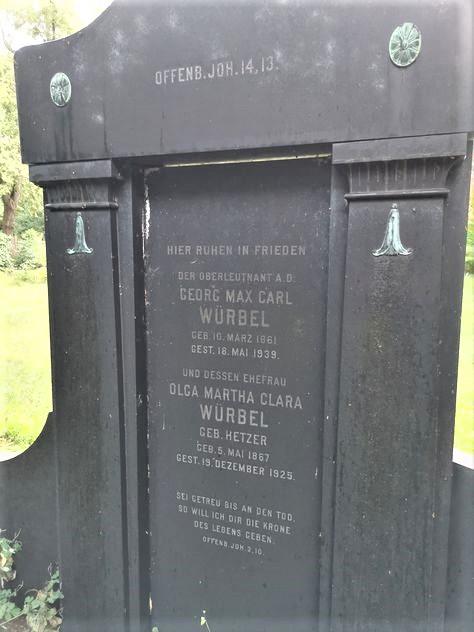 OFFENB. JOH. 14, 13.
HIER RUHEN IN FRIEDEN
DER OBERLEUTNANT A.D.
GEORG MAX CARL
WÜRBEL
GEB. 10. MÄRZ 1861
GEST. 18. MAI 1939.
UND DESSEN EHEFRAU
OLGA MARTHA CLARA
WÜRBEL
GEB. HETZER
GEB. 5. MAI 1867
GEST. 19. DEZEMBER 1925.
SEI GETREU BIS AN DEN TOD,
SO WILL ICH DIR DIE KRONE
DES LEBENS GEBEN.
OFFENB. JOH. 2, 10.